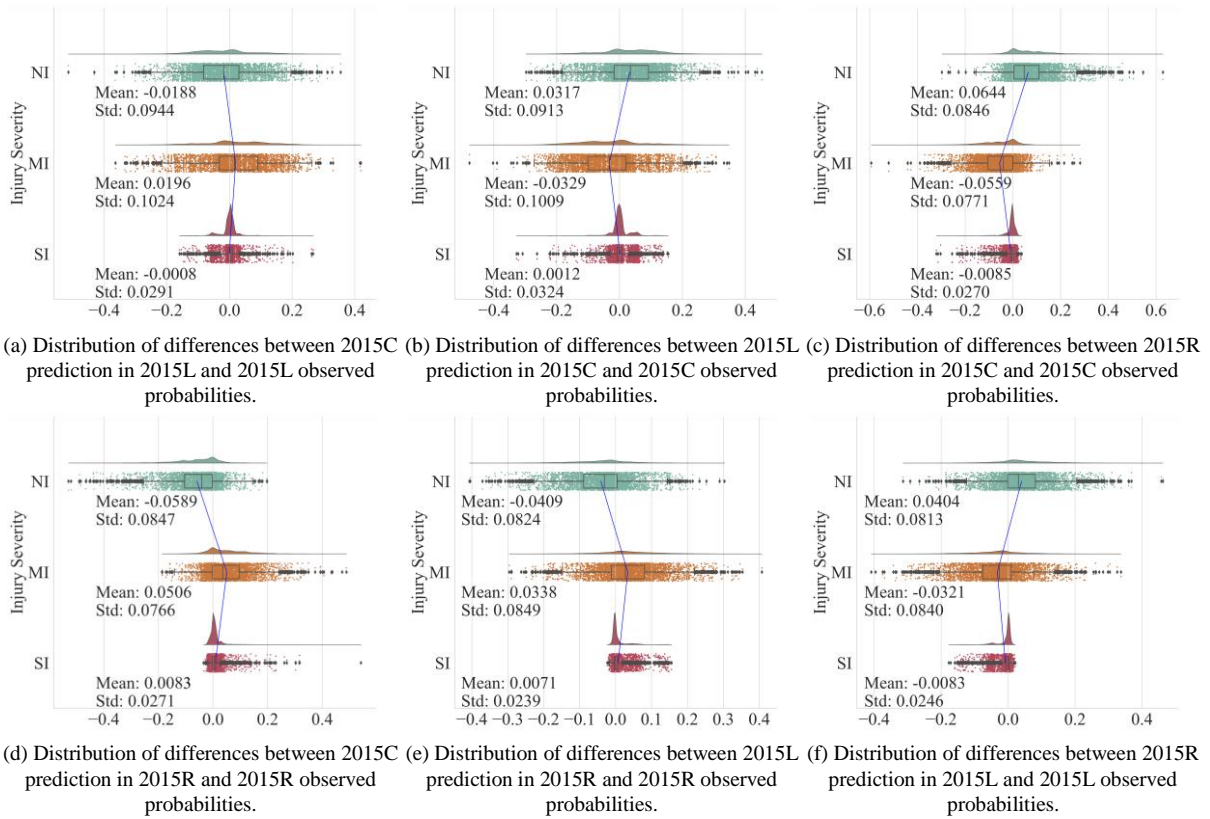 Injury Severity
NI
Mean: -0.0188
Std: 0.0944
MI
Mean: 0.0196
Std: 0.1024
SI
Mean: -0.0008
Std: 0.0291
−0.4 −0.2 0.0 0.2 0.4
(a) Distribution of differences between 2015C
prediction in 2015L and 2015L observed
probabilities.
Injury Severity
NI
Mean: 0.0317
Std: 0.0913
MI
Mean: -0.0329
Std: 0.1009
SI
Mean: 0.0012
Std: 0.0324
−0.4 −0.2 0.0 0.2 0.4
(b) Distribution of differences between 2015L
prediction in 2015C and 2015C observed
probabilities.
Injury Severity
NI
Mean: 0.0644
Std: 0.0846
MI
Mean: -0.0559
Std: 0.0771
SI
Mean: -0.0085
Std: 0.0270
−0.6 −0.4 −0.2 0.0 0.2 0.4 0.6
(c) Distribution of differences between 2015R
prediction in 2015C and 2015C observed
probabilities.
Injury Severity
NI
Mean: -0.0589
Std: 0.0847
MI
Mean: 0.0506
Std: 0.0766
SI
Mean: 0.0083
Std: 0.0271
−0.4 −0.2 0.0 0.2 0.4
(d) Distribution of differences between 2015C
prediction in 2015R and 2015R observed
probabilities.
Injury Severity
NI
Mean: -0.0409
Std: 0.0824
MI
Mean: 0.0338
Std: 0.0849
SI
Mean: 0.0071
Std: 0.0239
−0.4 −0.3 −0.2 −0.1 0.0 0.1 0.2 0.3 0.4
(e) Distribution of differences between 2015L
prediction in 2015R and 2015R observed
probabilities.
Injury Severity
NI
Mean: 0.0404
Std: 0.0813
MI
Mean: -0.0321
Std: 0.0840
SI
Mean: -0.0083
Std: 0.0246
−0.4 −0.2 0.0 0.2 0.4
(f) Distribution of differences between 2015R
prediction in 2015L and 2015L observed
probabilities.